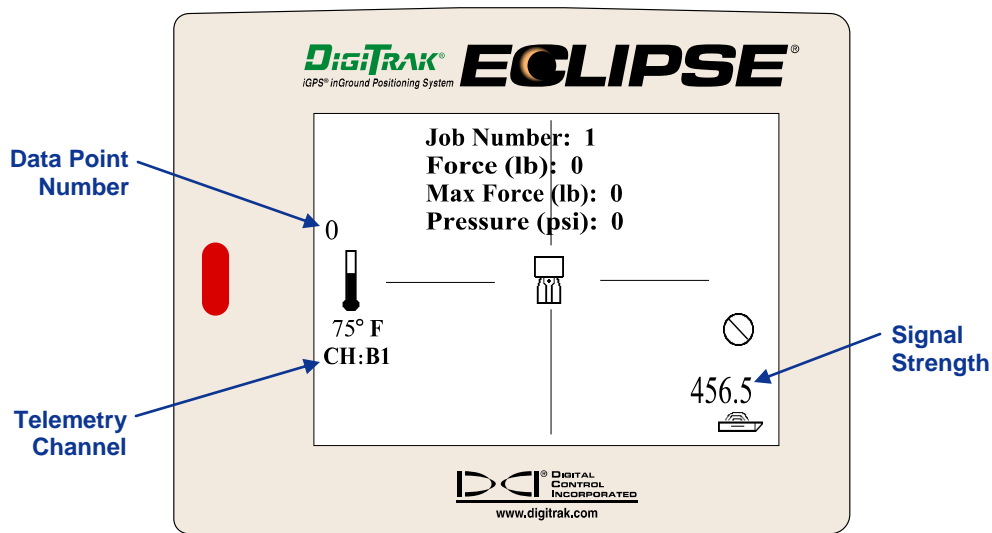 DIGITRAK®
iGPS® inGround Positioning System
ECLIPSE®
Job Number: 1
Force (lb): 0
Max Force (lb): 0
Pressure (psi): 0
Data Point
Number
0
75° F
CH:B1
Signal
Strength
456.5
Telemetry
Channel
DCI® DIGITAL
CONTROL
INCORPORATED
www.digitrak.com